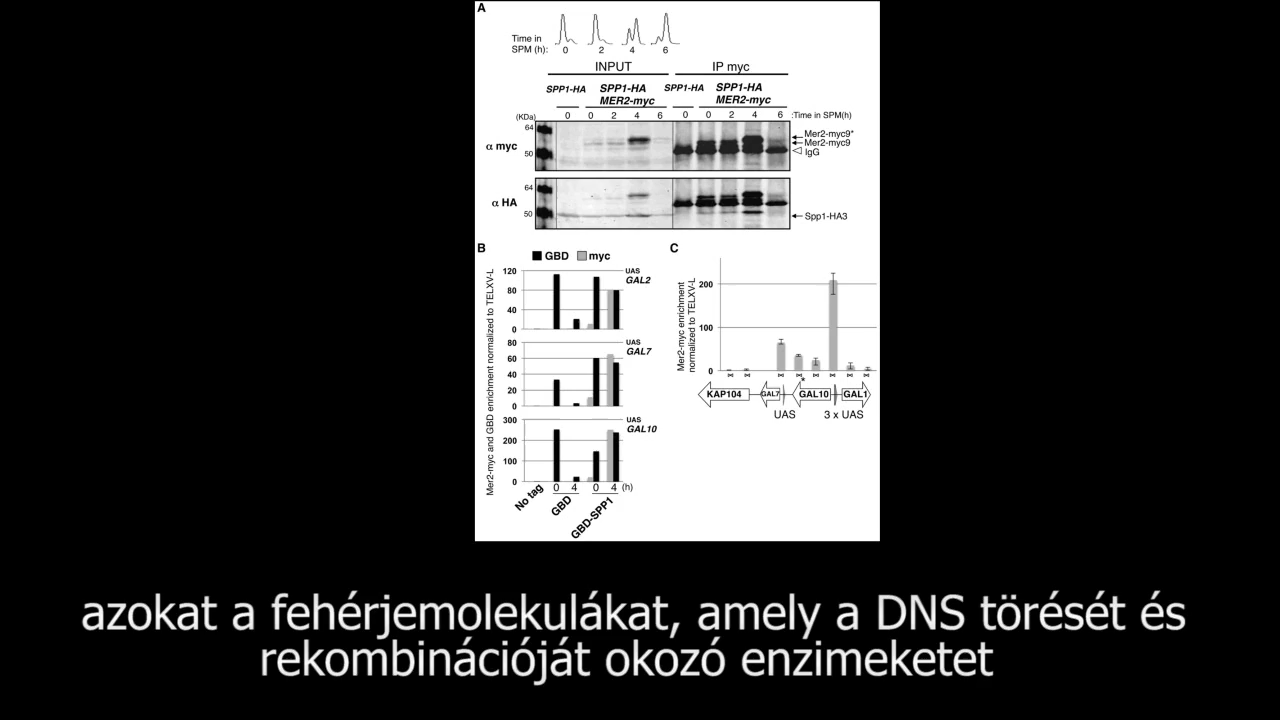 A
Time in
SPM (h): 0 2 4 6
INPUT IP myc
SPP1-HA SPP1-HA SPP1-HA SPP1-HA
MER2-myc MER2-myc
(KDa) 0 0 2 4 6 0 0 2 4 6 :Time in SPM(h)
64
α myc
50
Mer2-myc9*
Mer2-myc9
IgG
64
α HA
50
Spp1-HA3
B
GBD myc
Mer2-myc and GBD enrichment normalized to TELXV-L
120
80
40
0
UAS
GAL2
80
60
40
20
0
UAS
GAL7
300
200
100
0
UAS
GAL10
0 4 0 4 (h)
No tag
GBD
GBD-SPP1
C
Mer2-myc enrichment
normalized to TELXV-L
200
100
0
*
KAP104 GAL7 GAL10 GAL1
UAS 3 x UAS
azokat a fehérjemolekulákat, amely a DNS törését és
rekombinációját okozó enzimeketet